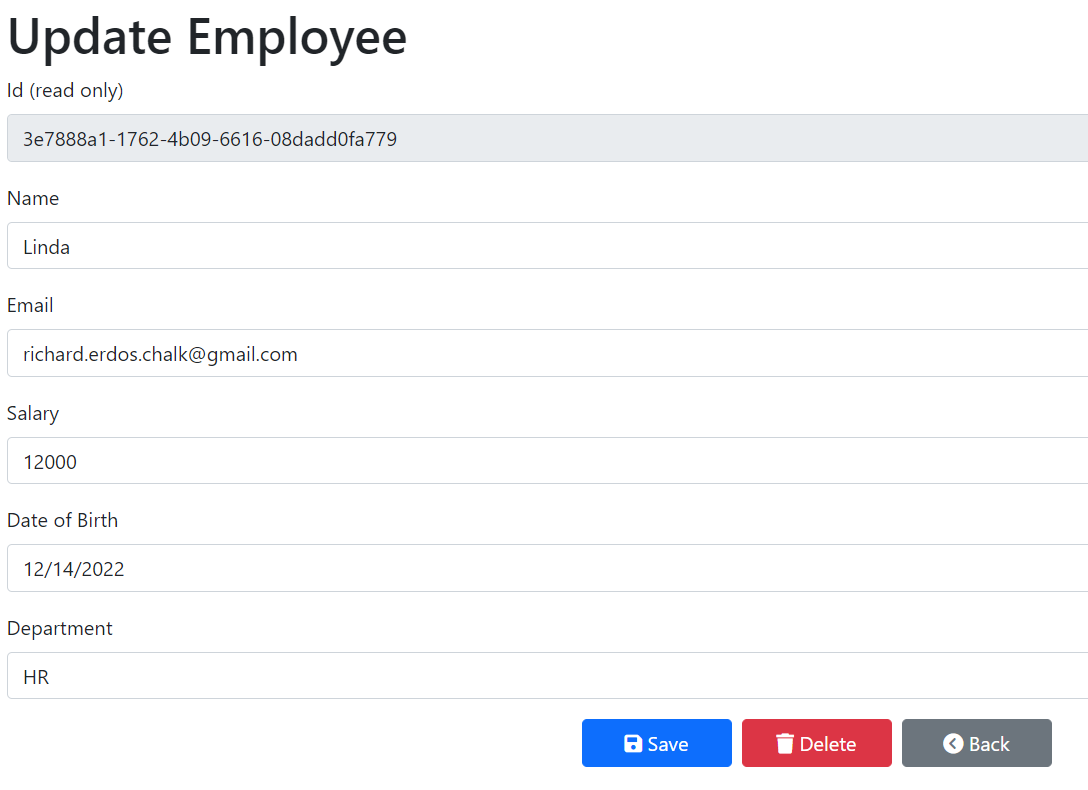 Update Employee
Id (read only)
3e7888a1-1762-4b09-6616-08dadd0fa779
Name
Linda
Email
richard.erdos.chalk@gmail.com
Salary
12000
Date of Birth
12/14/2022
Department
HR
Save Delete Back